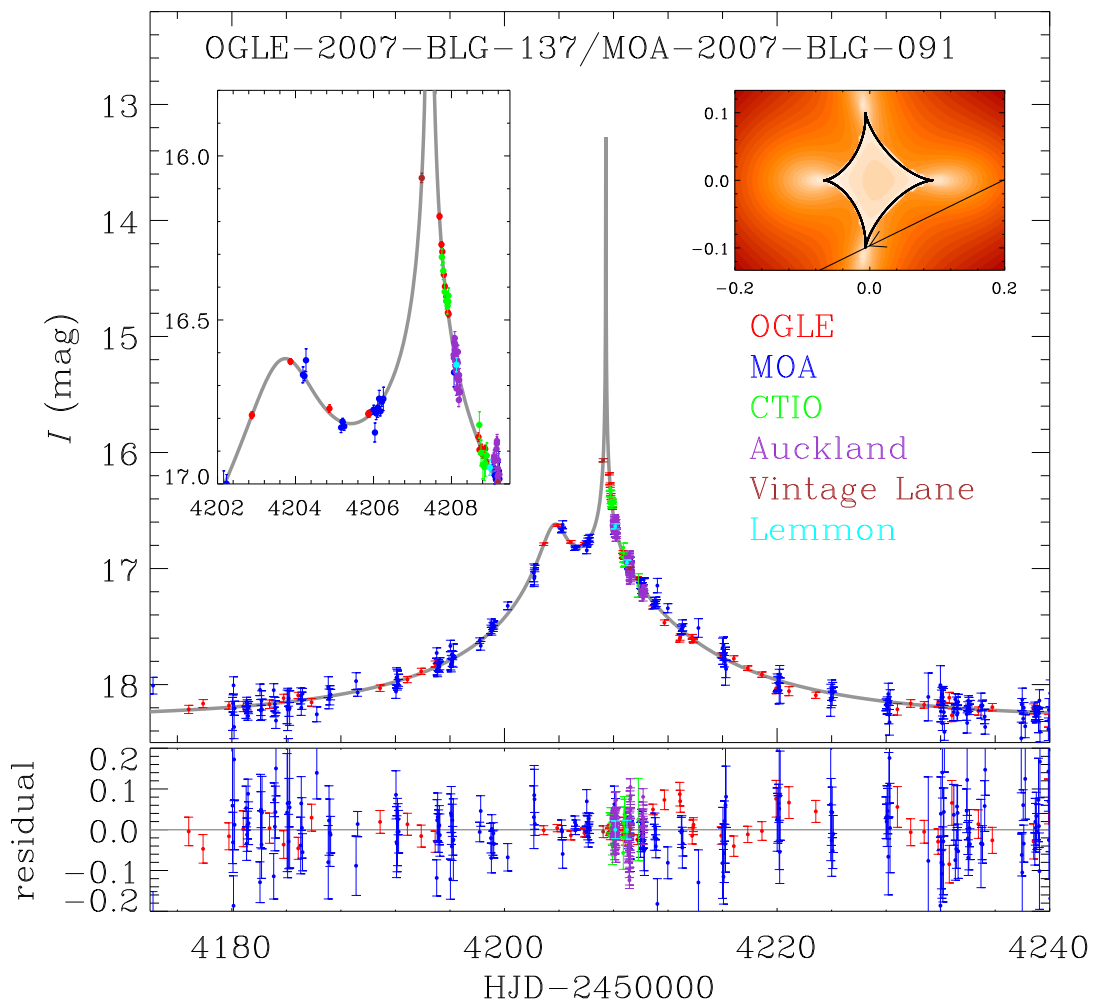 OGLE-2007-BLG-137/MOA-2007-BLG-091
13
14
15
16
17
18
I (mag)
16.0
16.5
17.0
4202 4204 4206 4208
0.1
0.0
-0.1
-0.2 0.0 0.2
OGLE
MOA
CTIO
Auckland
Vintage Lane
Lemmon
0.2
0.1
0.0
-0.1
-0.2
residual
4180 4200 4220 4240
HJD-2450000